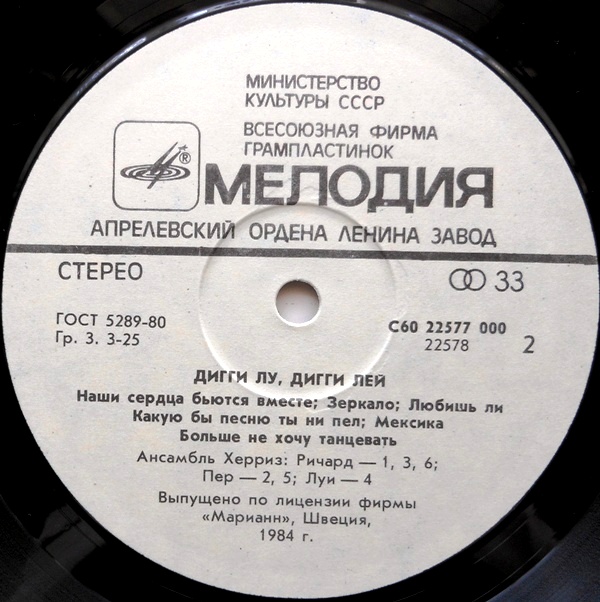 МИНИСТЕРСТВО
КУЛЬТУРЫ СССР
ВСЕСОЮЗНАЯ ФИРМА
ГРАМПЛАСТИНОК
®
МЕЛОДИЯ
АПРЕЛЕВСКИЙ ОРДЕНА ЛЕНИНА ЗАВОД
СТЕРЕО
33
ГОСТ 5289-80
Гр. 3. 3-25
С60 22577 000
22578
2
ДИГГИ ЛУ, ДИГГИ ЛЕЙ
Наши сердца бьются вместе; Зеркало; Любишь ли
Какую бы песню ты ни пел; Мексика
Больше не хочу танцевать
Ансамбль Херриз: Ричард — 1, 3, 6;
Пер — 2, 5; Луи — 4
Выпущено по лицензии фирмы
«Марианн», Швеция,
1984 г.